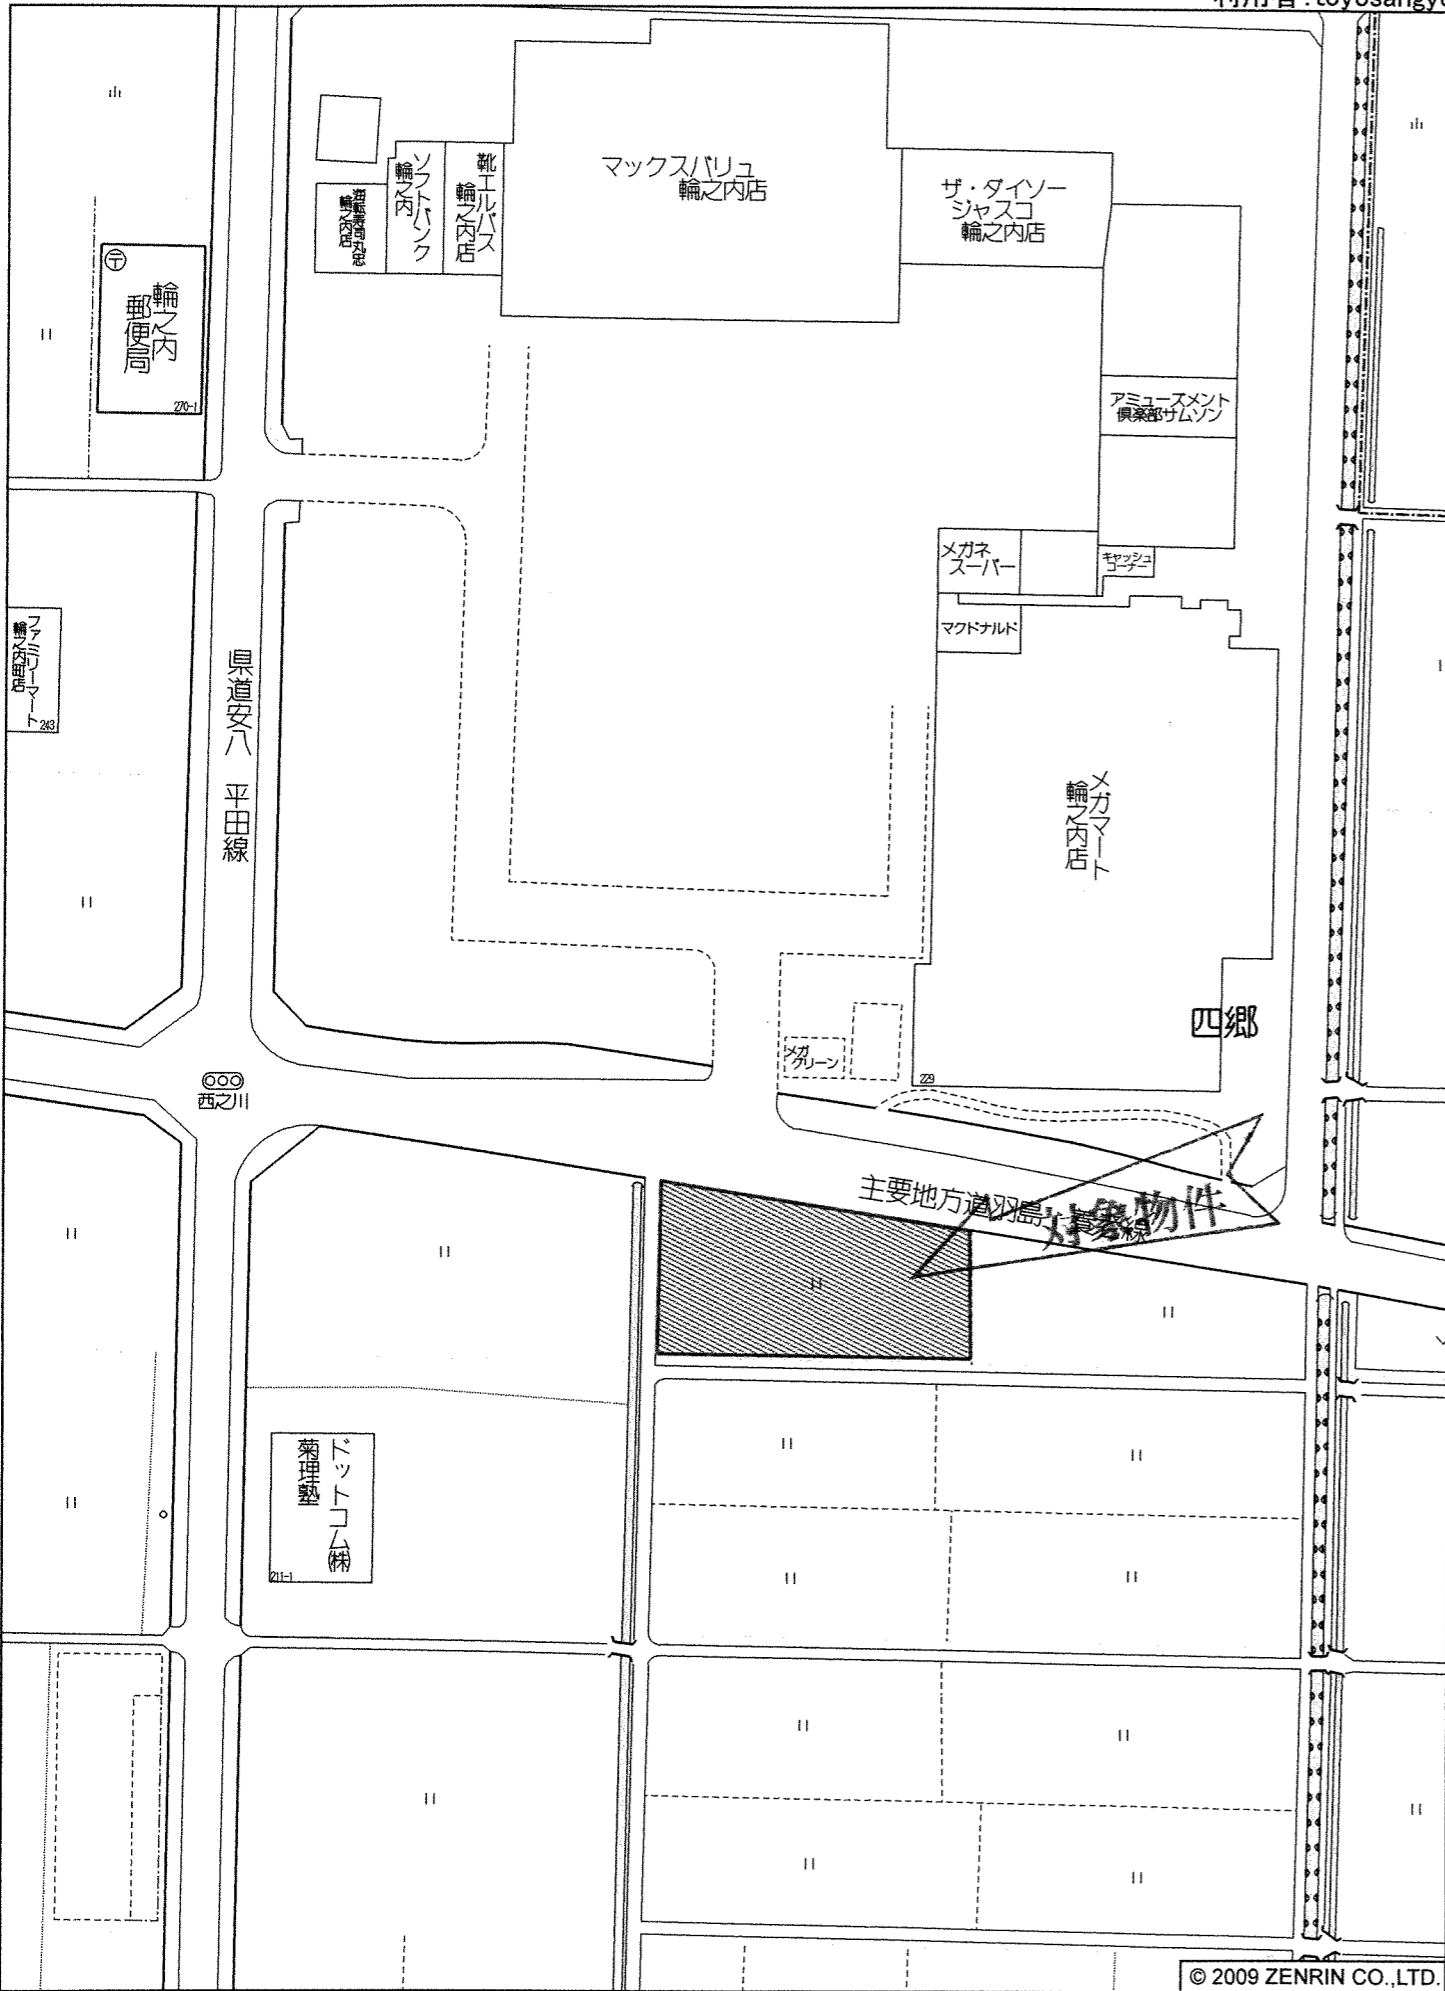 利用者:toyosangyo
マックスバリュ
輪之内店
ザ・ダイソー
ジャスコ
輪之内店
靴エルパス
輪之内店
ソフトバンク
輪之内
輪之内店
〒
輪之内
郵便局
270-1
アミューズメント
倶楽部サムソン
メガネ
スーパー
キャッシュ
コーナー
マクドナルド
ファミリーマート
輪之内町店
243
県道安八 平田線
メガマート
輪之内店
四郷
メガ
グリーン
229
西之川
主要地方道羽島
線
対象物件
ドットコム㈱
菊理塾
211-1
© 2009 ZENRIN CO.,LTD.